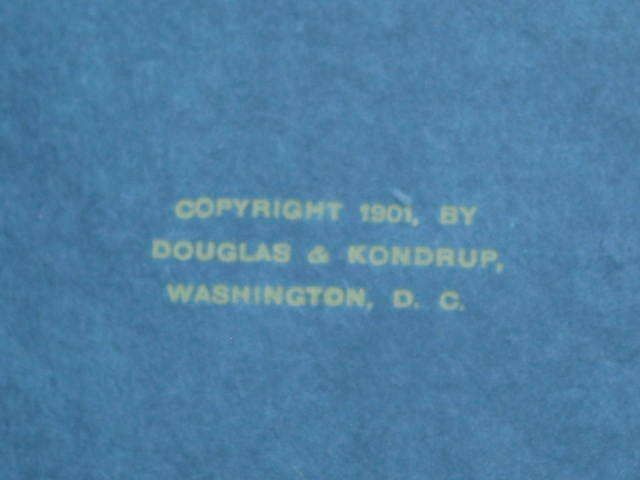 COPYRIGHT 1901, BY
DOUGLAS & KONDRUP,
WASHINGTON, D. C.